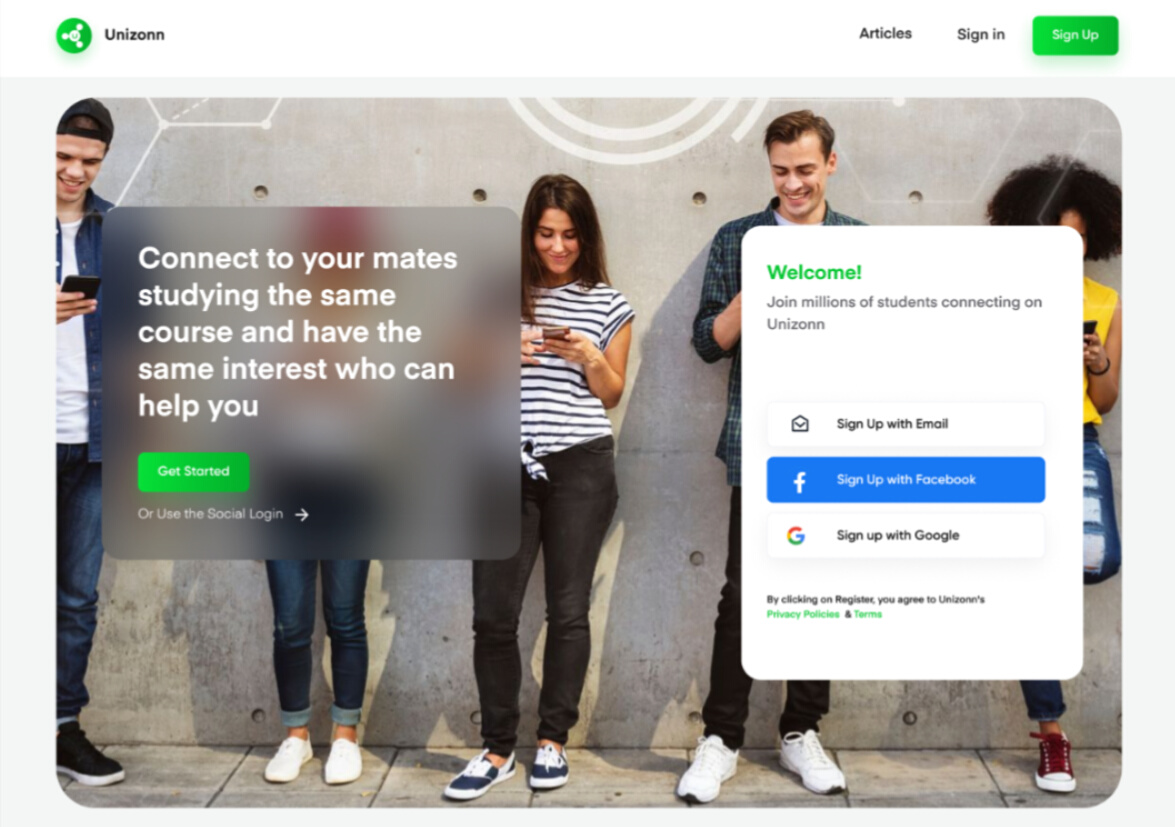 Unizonn
Articles
Sign in
Sign Up
Connect to your mates
studying the same
course and have the
same interest who can
help you
Get Started
Or Use the Social Login
Welcome!
Join millions of students connecting on
Unizonn
Sign Up with Email
Sign Up with Facebook
Sign up with Google
By clicking on Register, you agree to Unizonn's
Privacy Policies & Terms